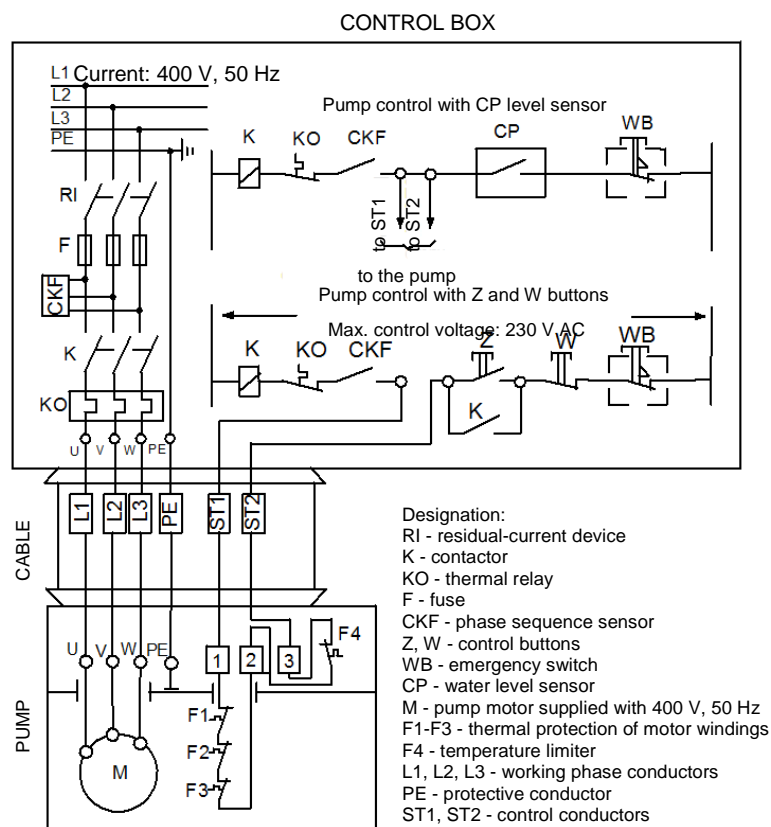 CONTROL BOX
L1 Current: 400 V, 50 Hz
L2
L3
PE
Pump control with CP level sensor
K KO CKF CP WB
RI
F
CKF
to ST1
to ST2
to the pump
Pump control with Z and W buttons
Max. control voltage: 230 V AC
K KO CKF Z W WB
K
K
KO
U V W PE
CABLE
L1 L2 L3 PE ST1 ST2
Designation:
RI - residual-current device
K - contactor
KO - thermal relay
F - fuse
CKF - phase sequence sensor
Z, W - control buttons
WB - emergency switch
CP - water level sensor
M - pump motor supplied with 400 V, 50 Hz
F1-F3 - thermal protection of motor windings
F4 - temperature limiter
L1, L2, L3 - working phase conductors
PE - protective conductor
ST1, ST2 - control conductors
PUMP
U V W PE 1 2 3 F4
F1
F2
F3
M